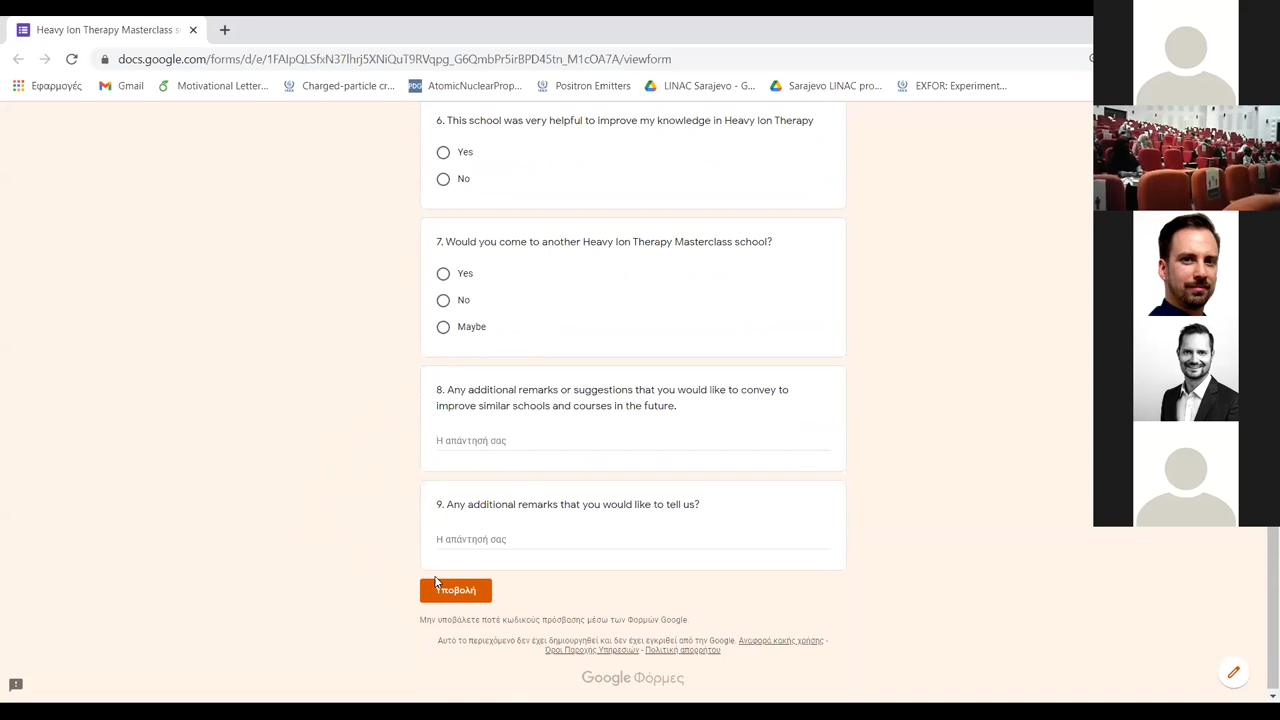 Heavy Ion Therapy Masterclass s
docs.google.com/forms/d/e/1FAIpQLSfxN37lhrj5XNiQuT9RVqpg_G6QmbPr5irBPD45tn_M1cOA7A/viewform
Εφαρμογές Gmail Motivational Letter... Charged-particle cr... AtomicNuclearProp... Positron Emitters LINAC Sarajevo - G... Sarajevo LINAC pro... EXFOR: Experiment...
6. This school was very helpful to improve my knowledge in Heavy Ion Therapy
Yes
No
7. Would you come to another Heavy Ion Therapy Masterclass school?
Yes
No
Maybe
8. Any additional remarks or suggestions that you would like to convey to
improve similar schools and courses in the future.
Η απάντησή σας
9. Any additional remarks that you would like to tell us?
Η απάντησή σας
Υποβολή
Μην υποβάλετε ποτέ κωδικούς πρόσβασης μέσω των Φορμών Google.
Αυτό το περιεχόμενο δεν έχει δημιουργηθεί και δεν έχει εγκριθεί από την Google. Αναφορά κακής χρήσης -
Όροι Παροχής Υπηρεσιών - Πολιτική απορρήτου
Google Φόρμες